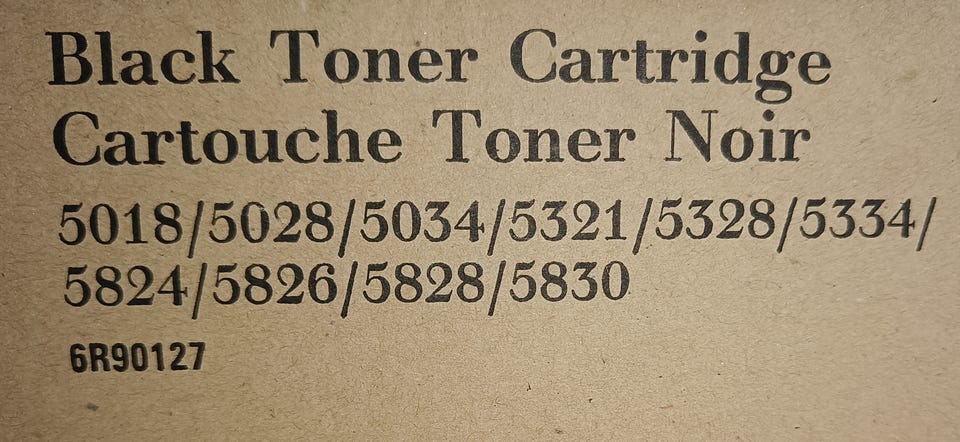 Black Toner Cartridge
Cartouche Toner Noir
5018/5028/5034/5321/5328/5334/
5824/5826/5828/5830
6R90127